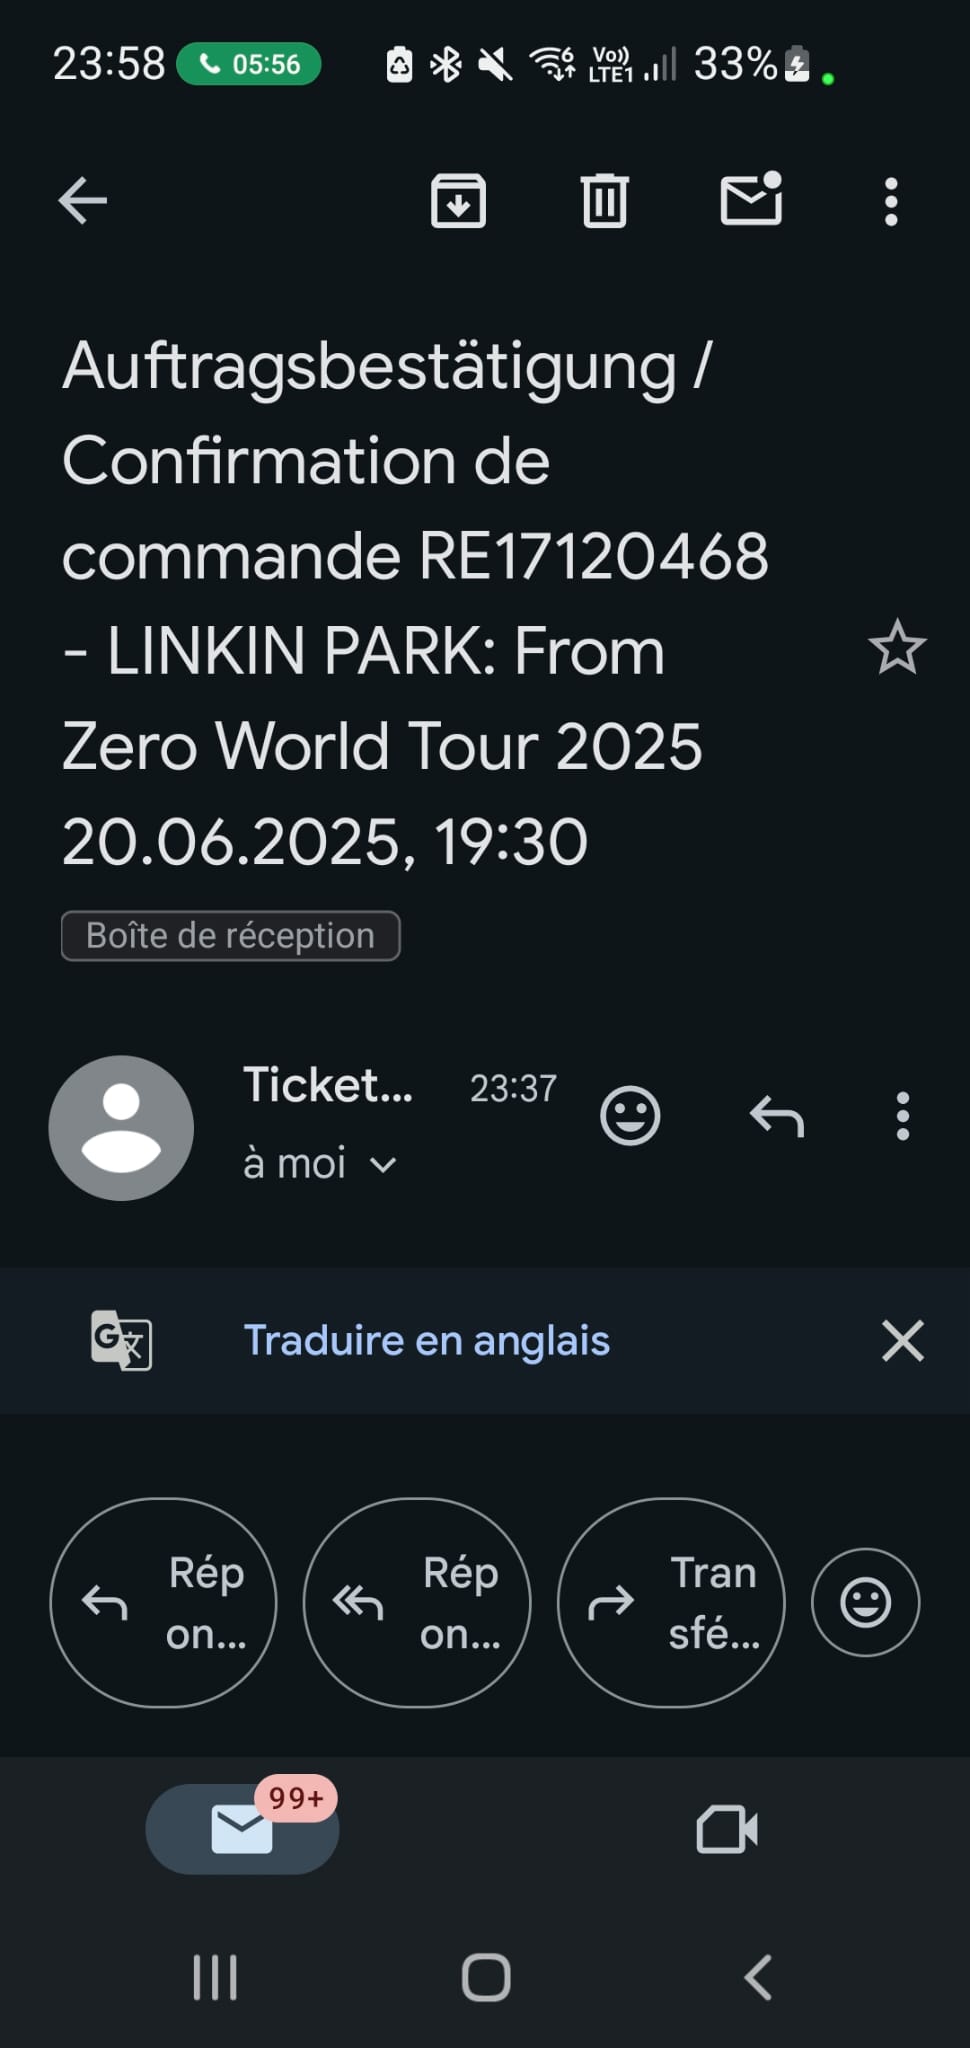 23:58 05:56 Vo)) LTE1 33%
Auftragsbestätigung /
Confirmation de
commande RE17120468
- LINKIN PARK: From
Zero World Tour 2025
20.06.2025, 19:30
Boîte de réception
Ticket... 23:37
à moi
Traduire en anglais
Rép
on...
Rép
on...
Tran
sfé...
99+